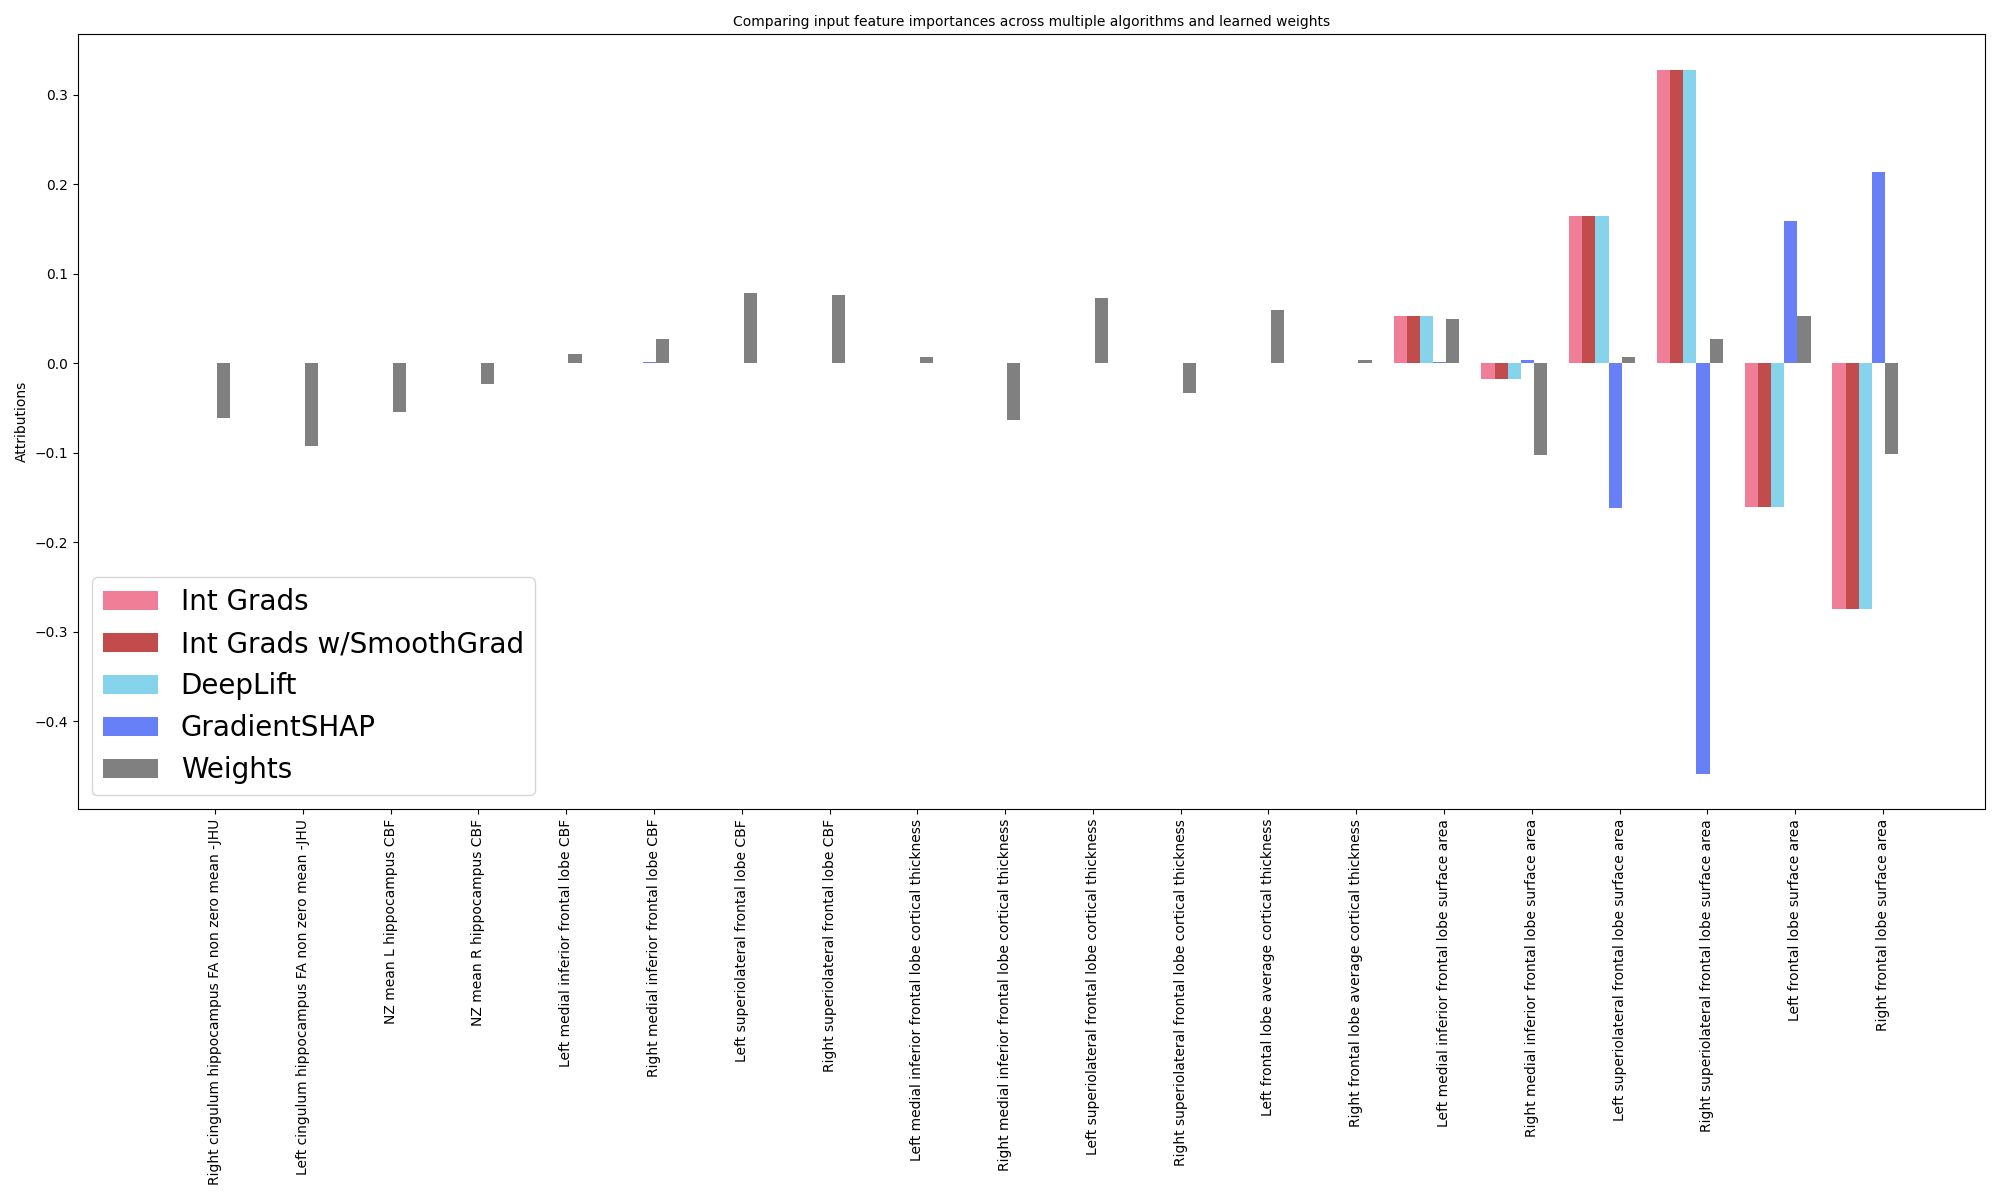 Comparing input feature importances across multiple algorithms and learned weights
Attributions
0.3
0.2
0.1
0.0
−0.1
−0.2
−0.3
−0.4
Int Grads
Int Grads w/SmoothGrad
DeepLift
GradientSHAP
Weights
Right cingulum hippocampus FA non zero mean -JHU
Left cingulum hippocampus FA non zero mean -JHU
NZ mean L hippocampus CBF
NZ mean R hippocampus CBF
Left medial inferior frontal lobe CBF
Right medial inferior frontal lobe CBF
Left superiolateral frontal lobe CBF
Right superiolateral frontal lobe CBF
Left medial inferior frontal lobe cortical thickness
Right medial inferior frontal lobe cortical thickness
Left superiolateral frontal lobe cortical thickness
Right superiolateral frontal lobe cortical thickness
Left frontal lobe average cortical thickness
Right frontal lobe average cortical thickness
Left medial inferior frontal lobe surface area
Right medial inferior frontal lobe surface area
Left superiolateral frontal lobe surface area
Right superiolateral frontal lobe surface area
Left frontal lobe surface area
Right frontal lobe surface area